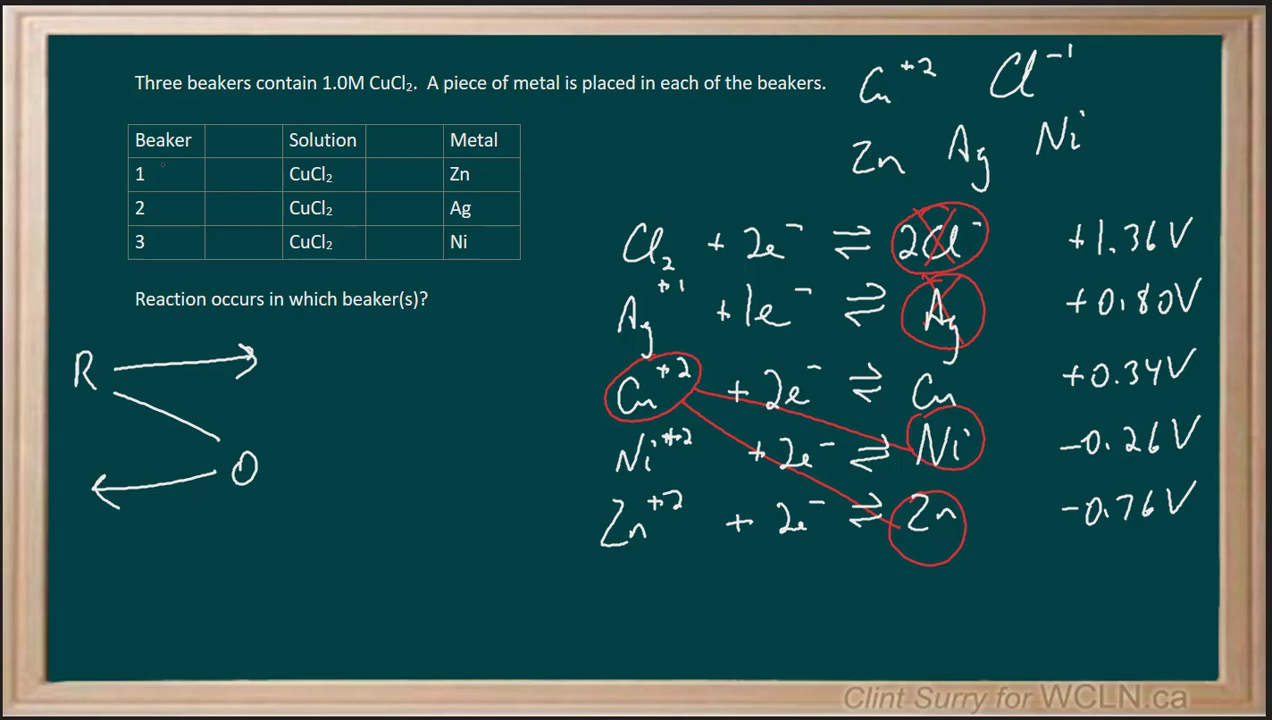 Three beakers contain 1.0M CuCl₂. A piece of metal is placed in each of the beakers.
Cu+2 Cl-1
Zn Ag Ni
Beaker Solution Metal
1 CuCl₂ Zn
2 CuCl₂ Ag
3 CuCl₂ Ni
Reaction occurs in which beaker(s)?
Cl₂ + 2e⁻ ⇌ 2Cl⁻ +1.36V
Ag+1 + 1e⁻ ⇌ Ag +0.80V
Cu+2 + 2e⁻ ⇌ Cu +0.34V
Ni+2 + 2e⁻ ⇌ Ni -0.26V
Zn+2 + 2e⁻ ⇌ Zn -0.76V
R
O
Clint Surry for WCLN.ca